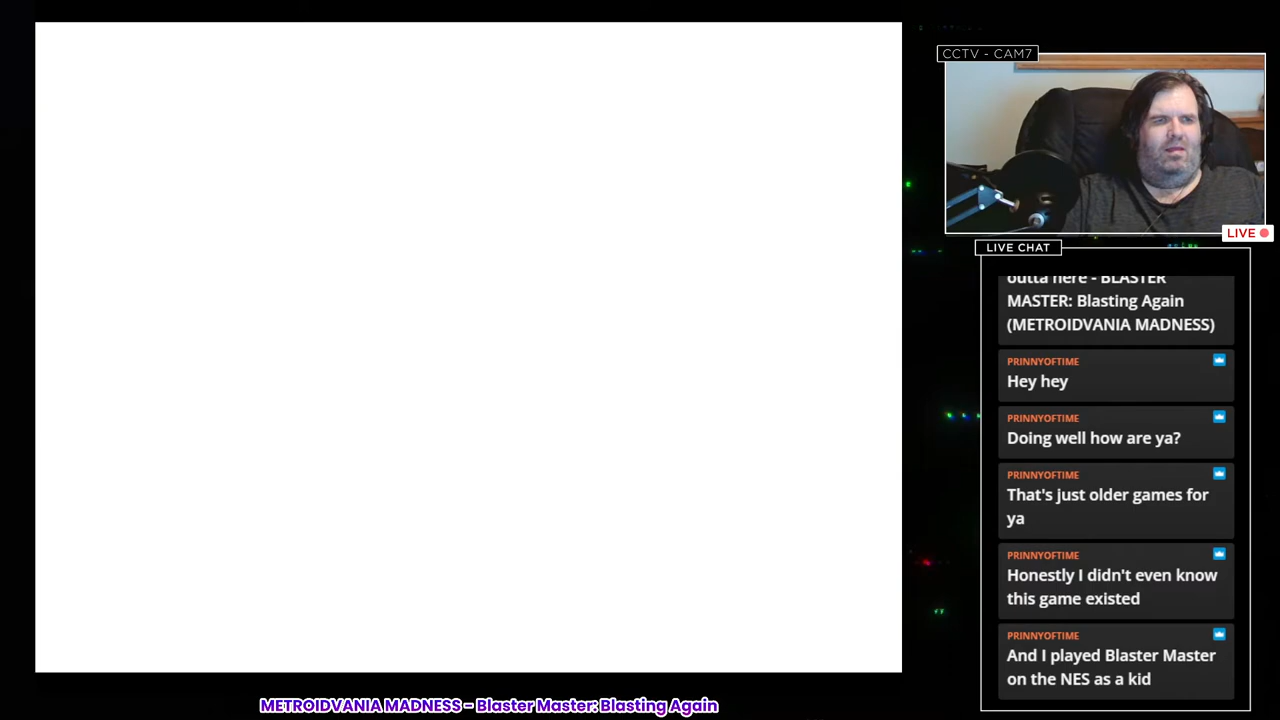 CCTV - CAM7
LIVE
LIVE CHAT
outta here - BLASTER
MASTER: Blasting Again
(METROIDVANIA MADNESS)
PRINNYOFTIME
Hey hey
PRINNYOFTIME
Doing well how are ya?
PRINNYOFTIME
That's just older games for
ya
PRINNYOFTIME
Honestly I didn't even know
this game existed
PRINNYOFTIME
And I played Blaster Master
on the NES as a kid
METROIDVANIA MADNESS - Blaster Master: Blasting Again